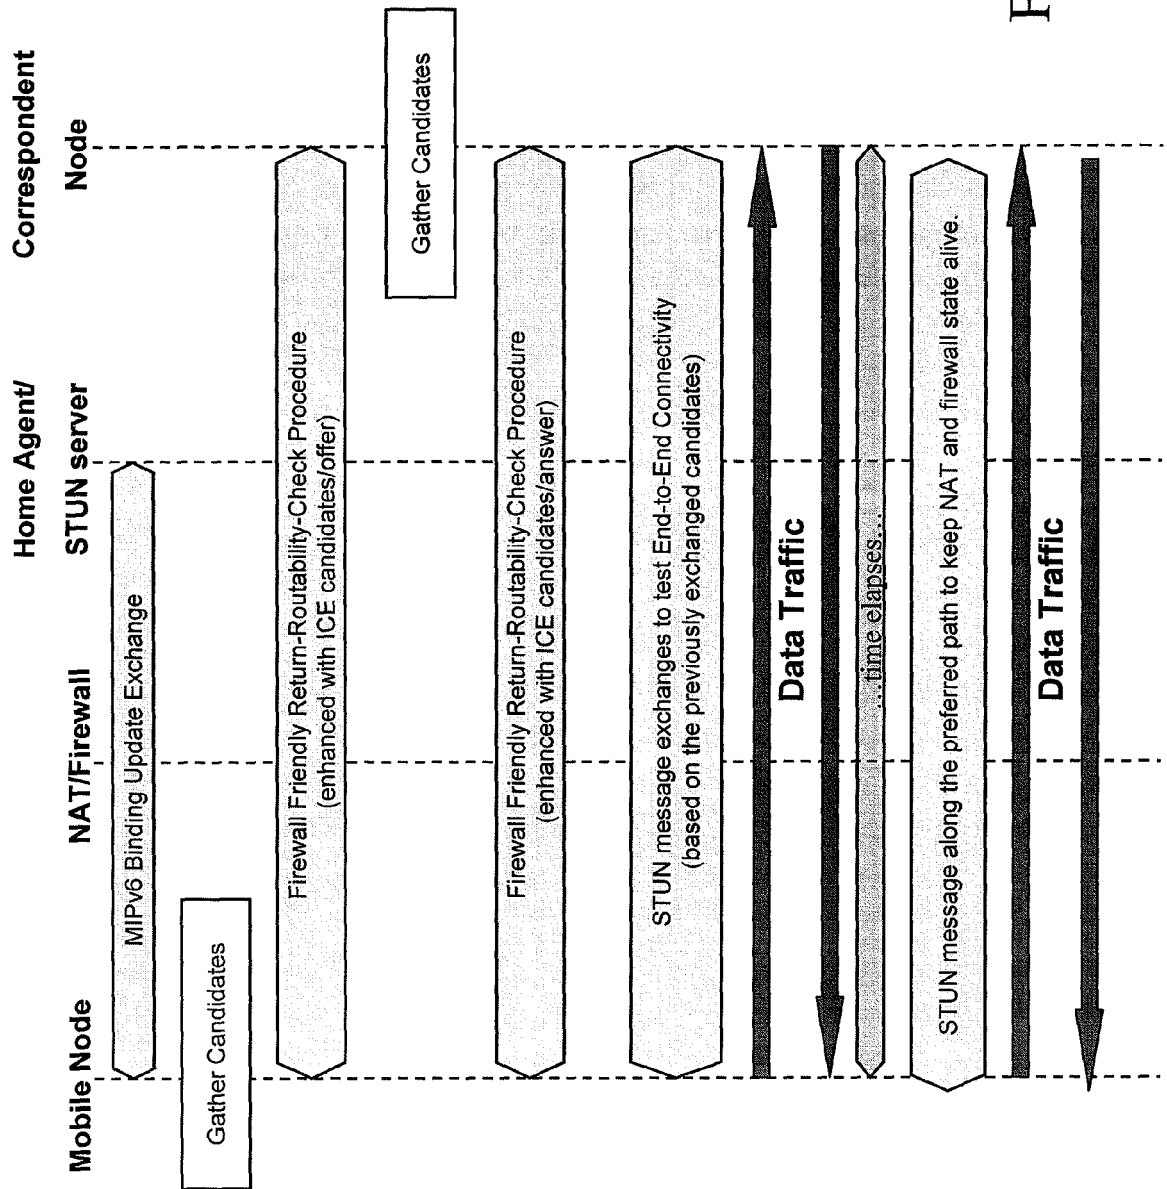 Mobile Node
NAT/Firewall
Home Agent/
STUN server
Correspondent
Node
MIPv6 Binding Update Exchange
Gather Candidates
Firewall Friendly Return-Routability-Check Procedure
(enhanced with ICE candidates/offer)
Gather Candidates
Firewall Friendly Return-Routability-Check Procedure
(enhanced with ICE candidates/answer)
STUN message exchanges to test End-to-End Connectivity
(based on the previously exchanged candidates)
Data Traffic
...time elapses....
STUN message along the preferred path to keep NAT and firewall state alive.
Data Traffic